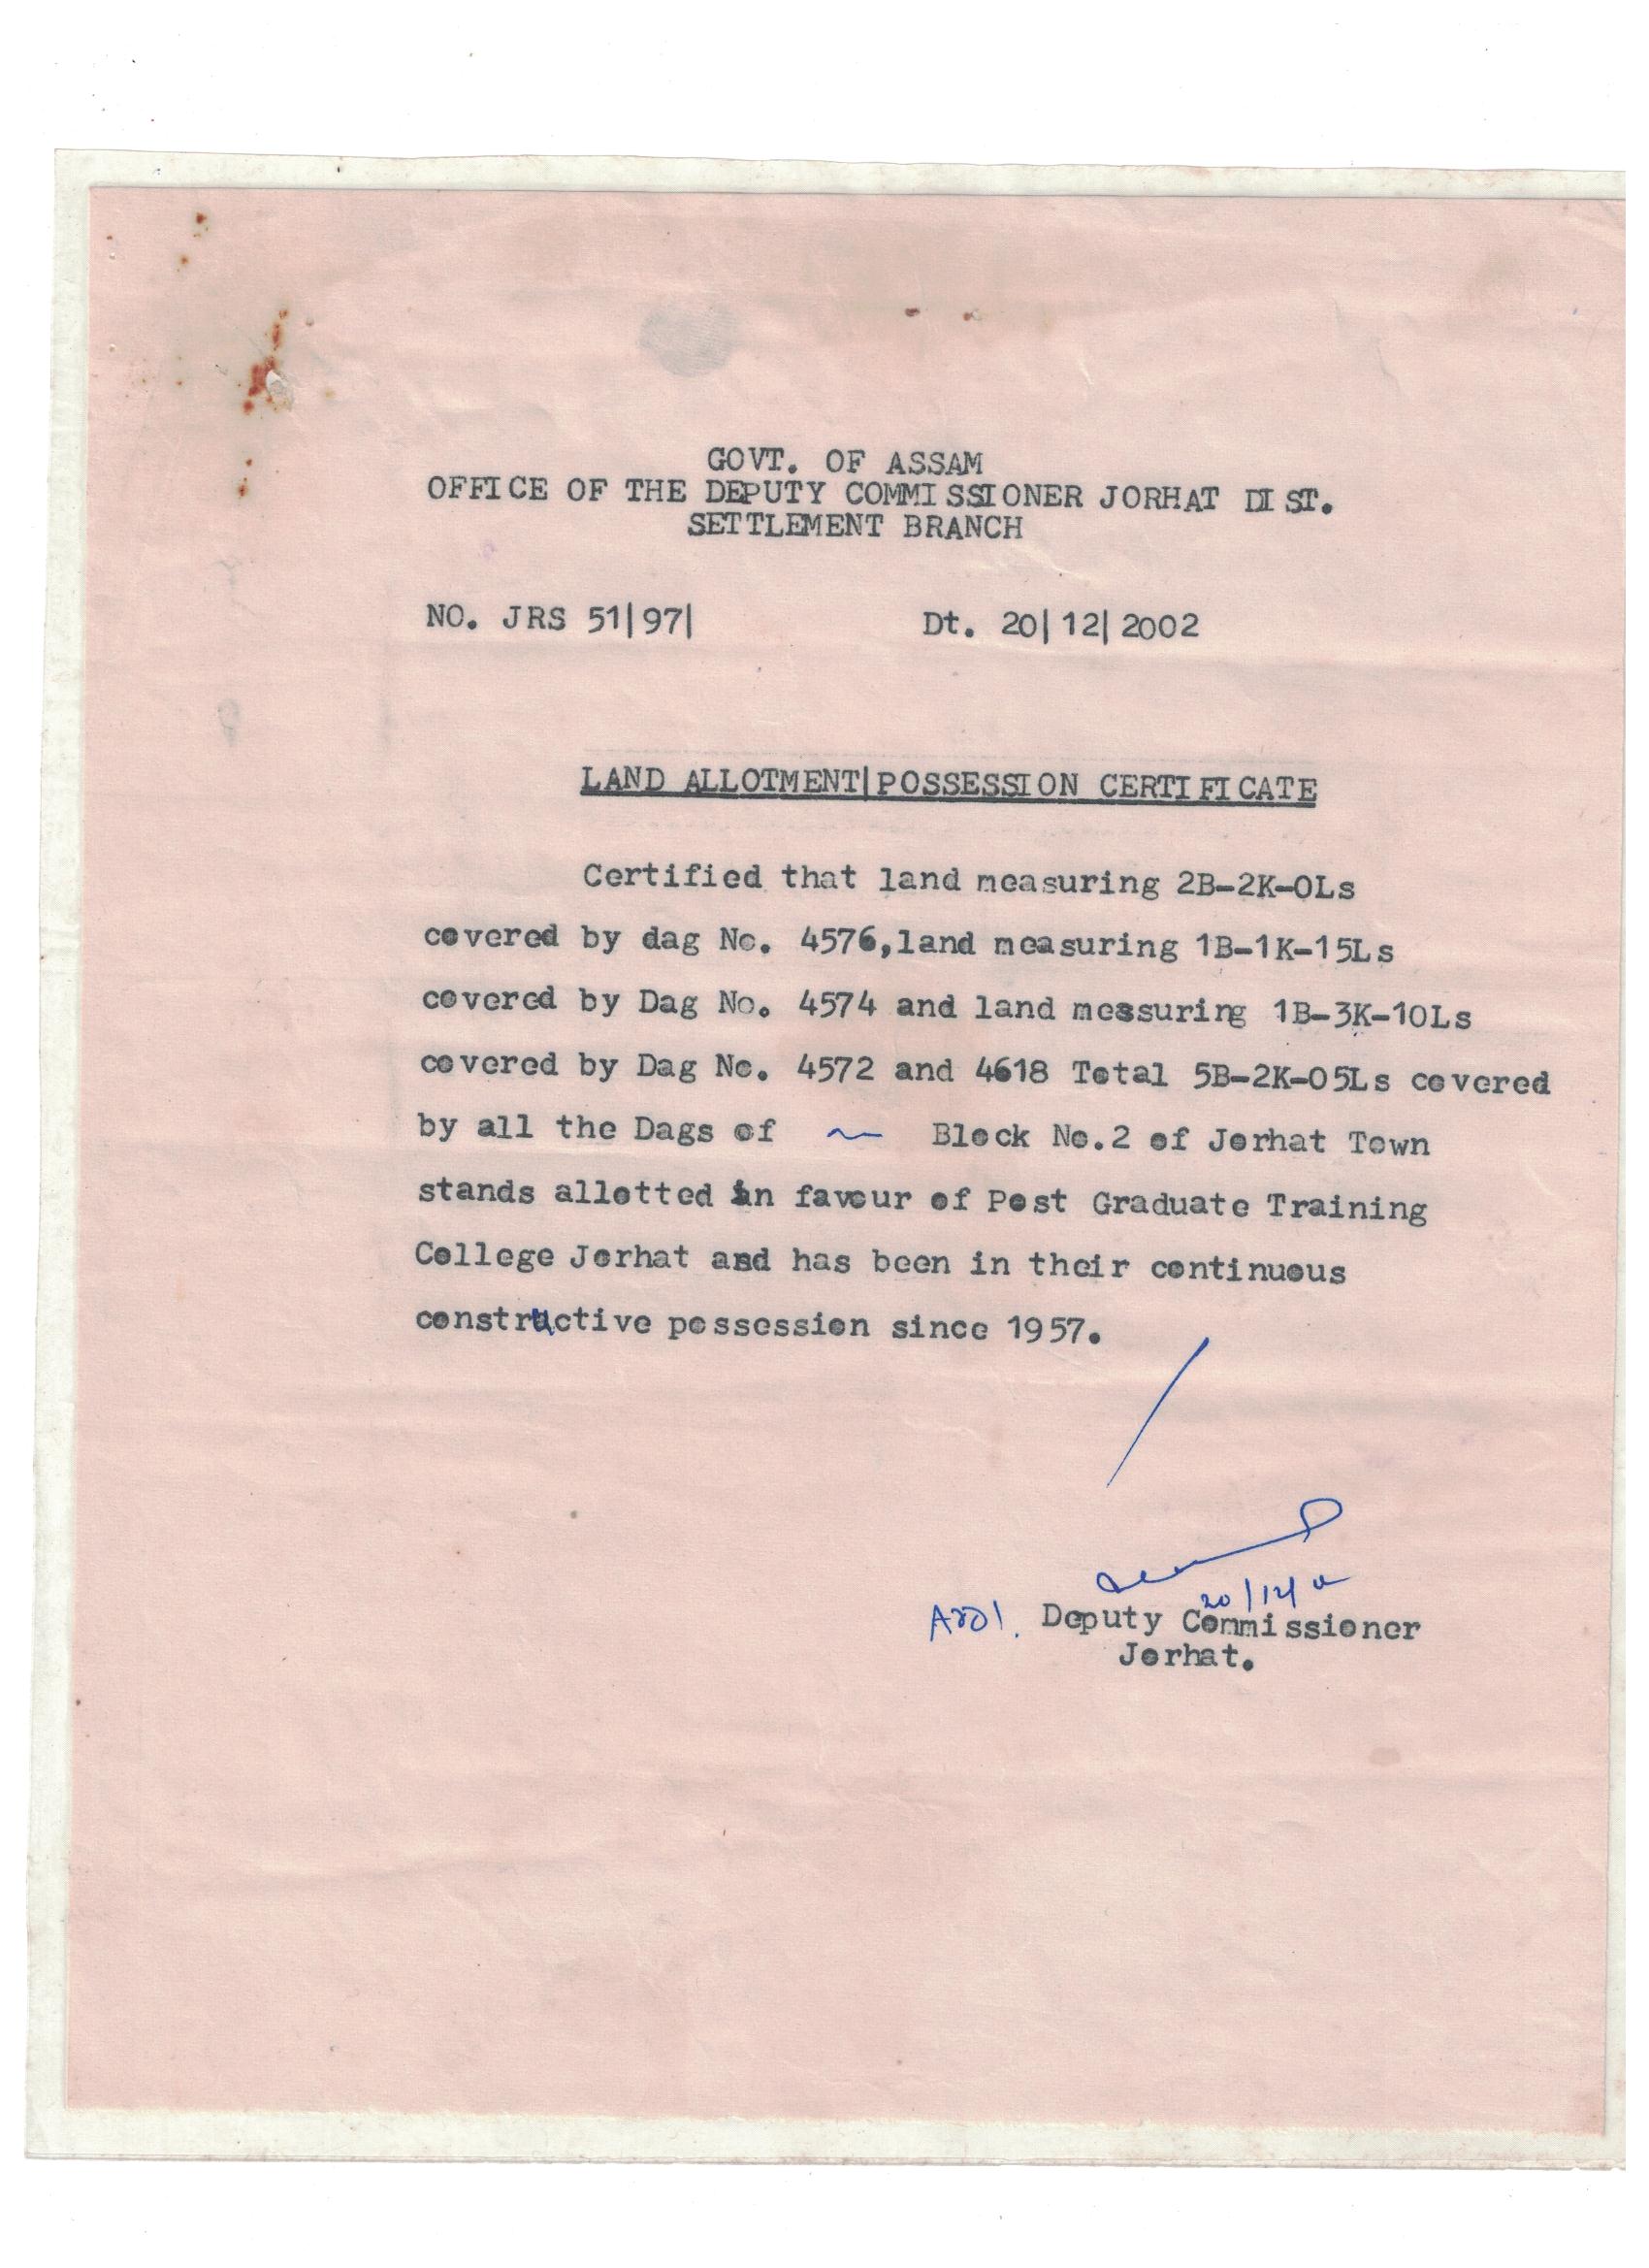 GOVT. OF ASSAM
OFFICE OF THE DEPUTY COMMISSIONER JORHAT DIST.
SETTLEMENT BRANCH
NO. JRS 51|97| Dt. 20|12|2002
LAND ALLOTMENT|POSSESSION CERTIFICATE
Certified that land measuring 2B-2K-0Ls
covered by dag No. 4576, land measuring 1B-1K-15Ls
covered by Dag No. 4574 and land measuring 1B-3K-10Ls
covered by Dag No. 4572 and 4618 Total 5B-2K-05Ls covered
by all the Dags of ~ Block No.2 of Jorhat Town
stands allotted in favour of Post Graduate Training
College Jorhat and has been in their continuous
constructive possession since 1957.
20/12/
Deputy Commissioner
Jorhat.